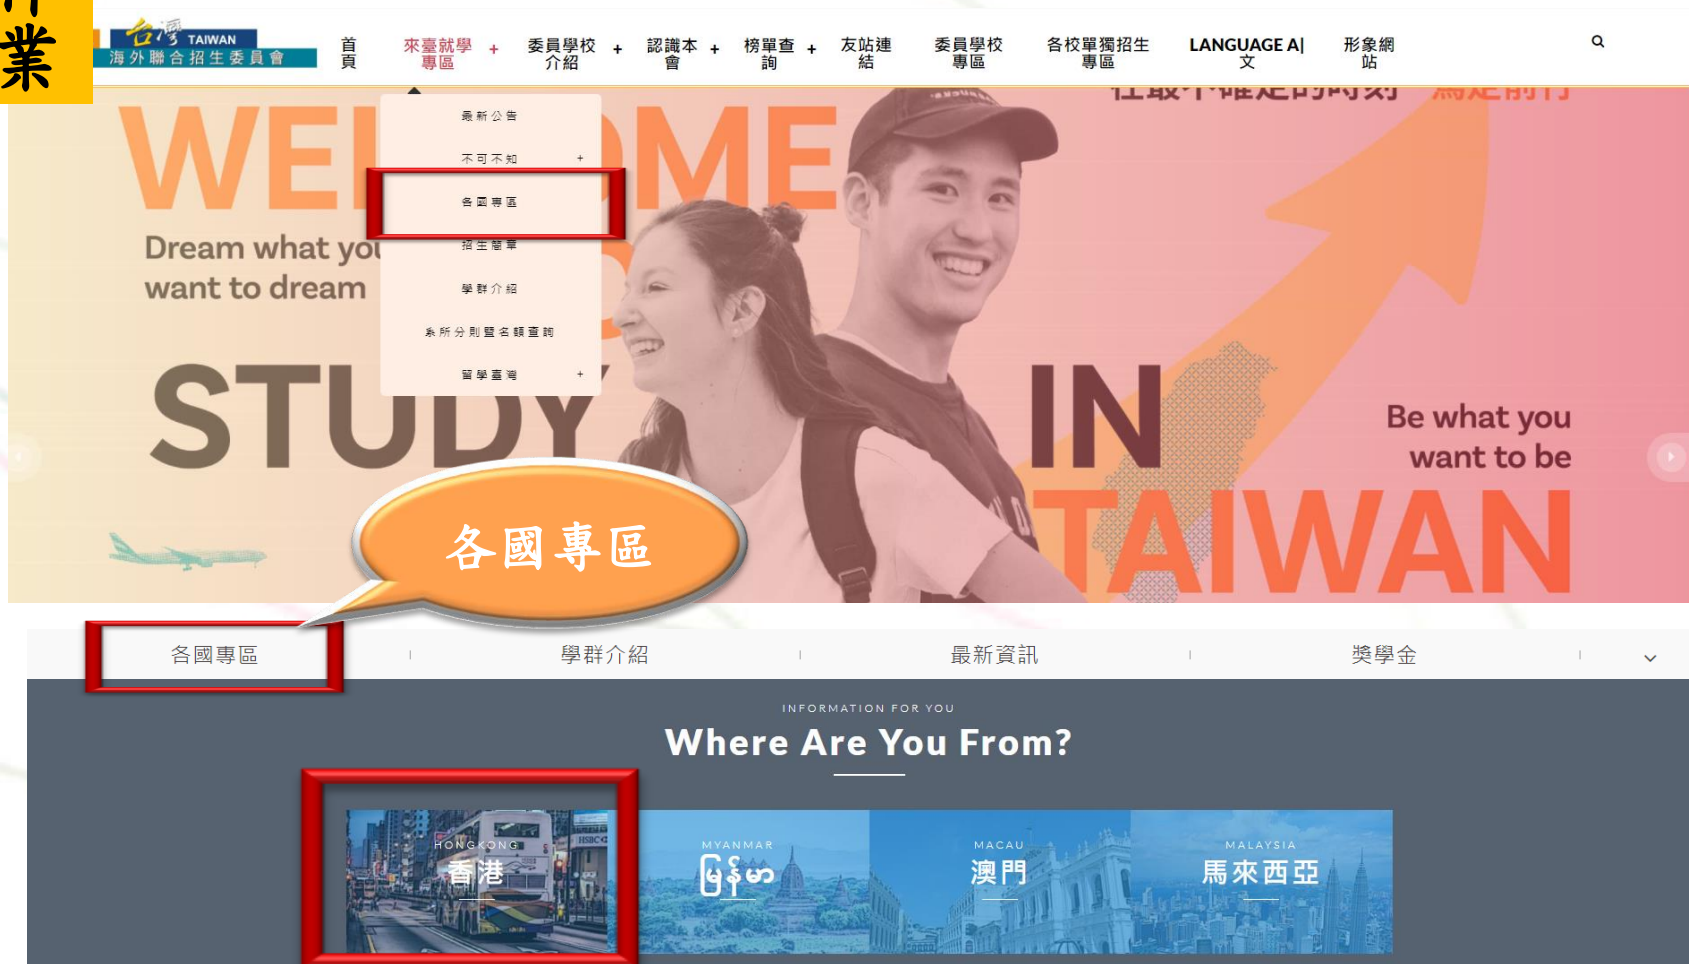 業
台灣 TAIWAN
海外聯合招生委員會
首頁
來臺就學專區 +
委員學校介紹 +
認識本會 +
榜單查詢 +
友站連結
委員學校專區
各校單獨招生專區
LANGUAGE A|文
形象網站
最新公告
不可不知 +
各國專區
招生簡章
學群介紹
系所分則暨名額查詢
留學臺灣 +
Dream what you
want to dream
STUDY
IN
TAIWAN
Be what you
want to be
各國專區
各國專區
學群介紹
最新資訊
獎學金
INFORMATION FOR YOU
Where Are You From?
HONGKONG
香港
HSBC
MYANMAR
မြန်မာ
MACAU
澳門
MALAYSIA
馬來西亞